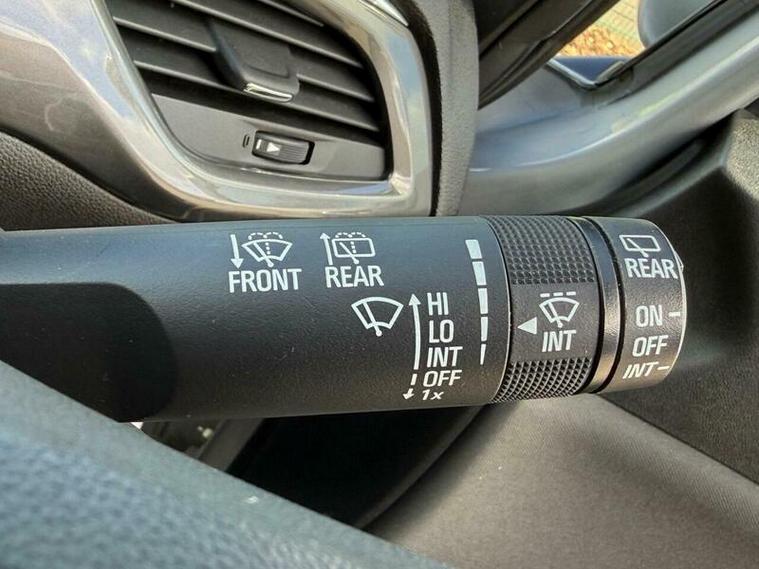 FRONT
REAR
HI
LO
INT
OFF
1x
INT
REAR
ON
OFF
INT